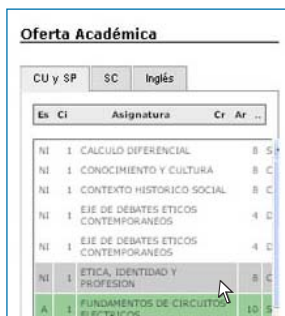 Oferta Académica
CU y SP SC Inglés
Es Ci Asignatura Cr Ar ..
NI 1 CALCULO DIFERENCIAL 8 S
NI 1 CONOCIMIENTO Y CULTURA 8 C
NI 1 CONTEXTO HISTORICO SOCIAL 8 C
NI 1 EJE DE DEBATES ETICOS 4 D
CONTEMPORANEOS
NI 1 EJE DE DEBATES ETICOS 4 D
CONTEMPORANEOS
NI 1 ETICA, IDENTIDAD Y 8 C
PROFESION
A 1 FUNDAMENTOS DE CIRCUITOS 10 S
ELECTRICOS